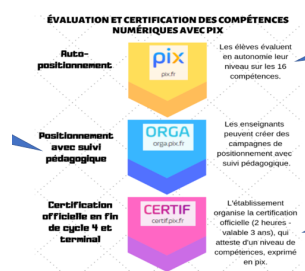 ÉVALUATION ET CERTIFICATION DES COMPÉTENCES
NUMÉRIQUES AVEC PIX
Auto-
positionnement
pix
pix.fr
Les élèves évaluent
en autonomie leur
niveau sur les 16
compétences.
Positionnement
avec suivi
pédagogique
ORGA
orga.pix.fr
Les enseignants
peuvent créer des
campagnes de
positionnement avec
suivi pédagogique.
Certification
officielle en fin
de cycle 4 et
terminal
CERTIF
certif.pix.fr
L'établissement
organise la certification
officielle (2 heures -
valable 3 ans), qui
atteste d'un niveau de
compétences, exprimé
en pix.